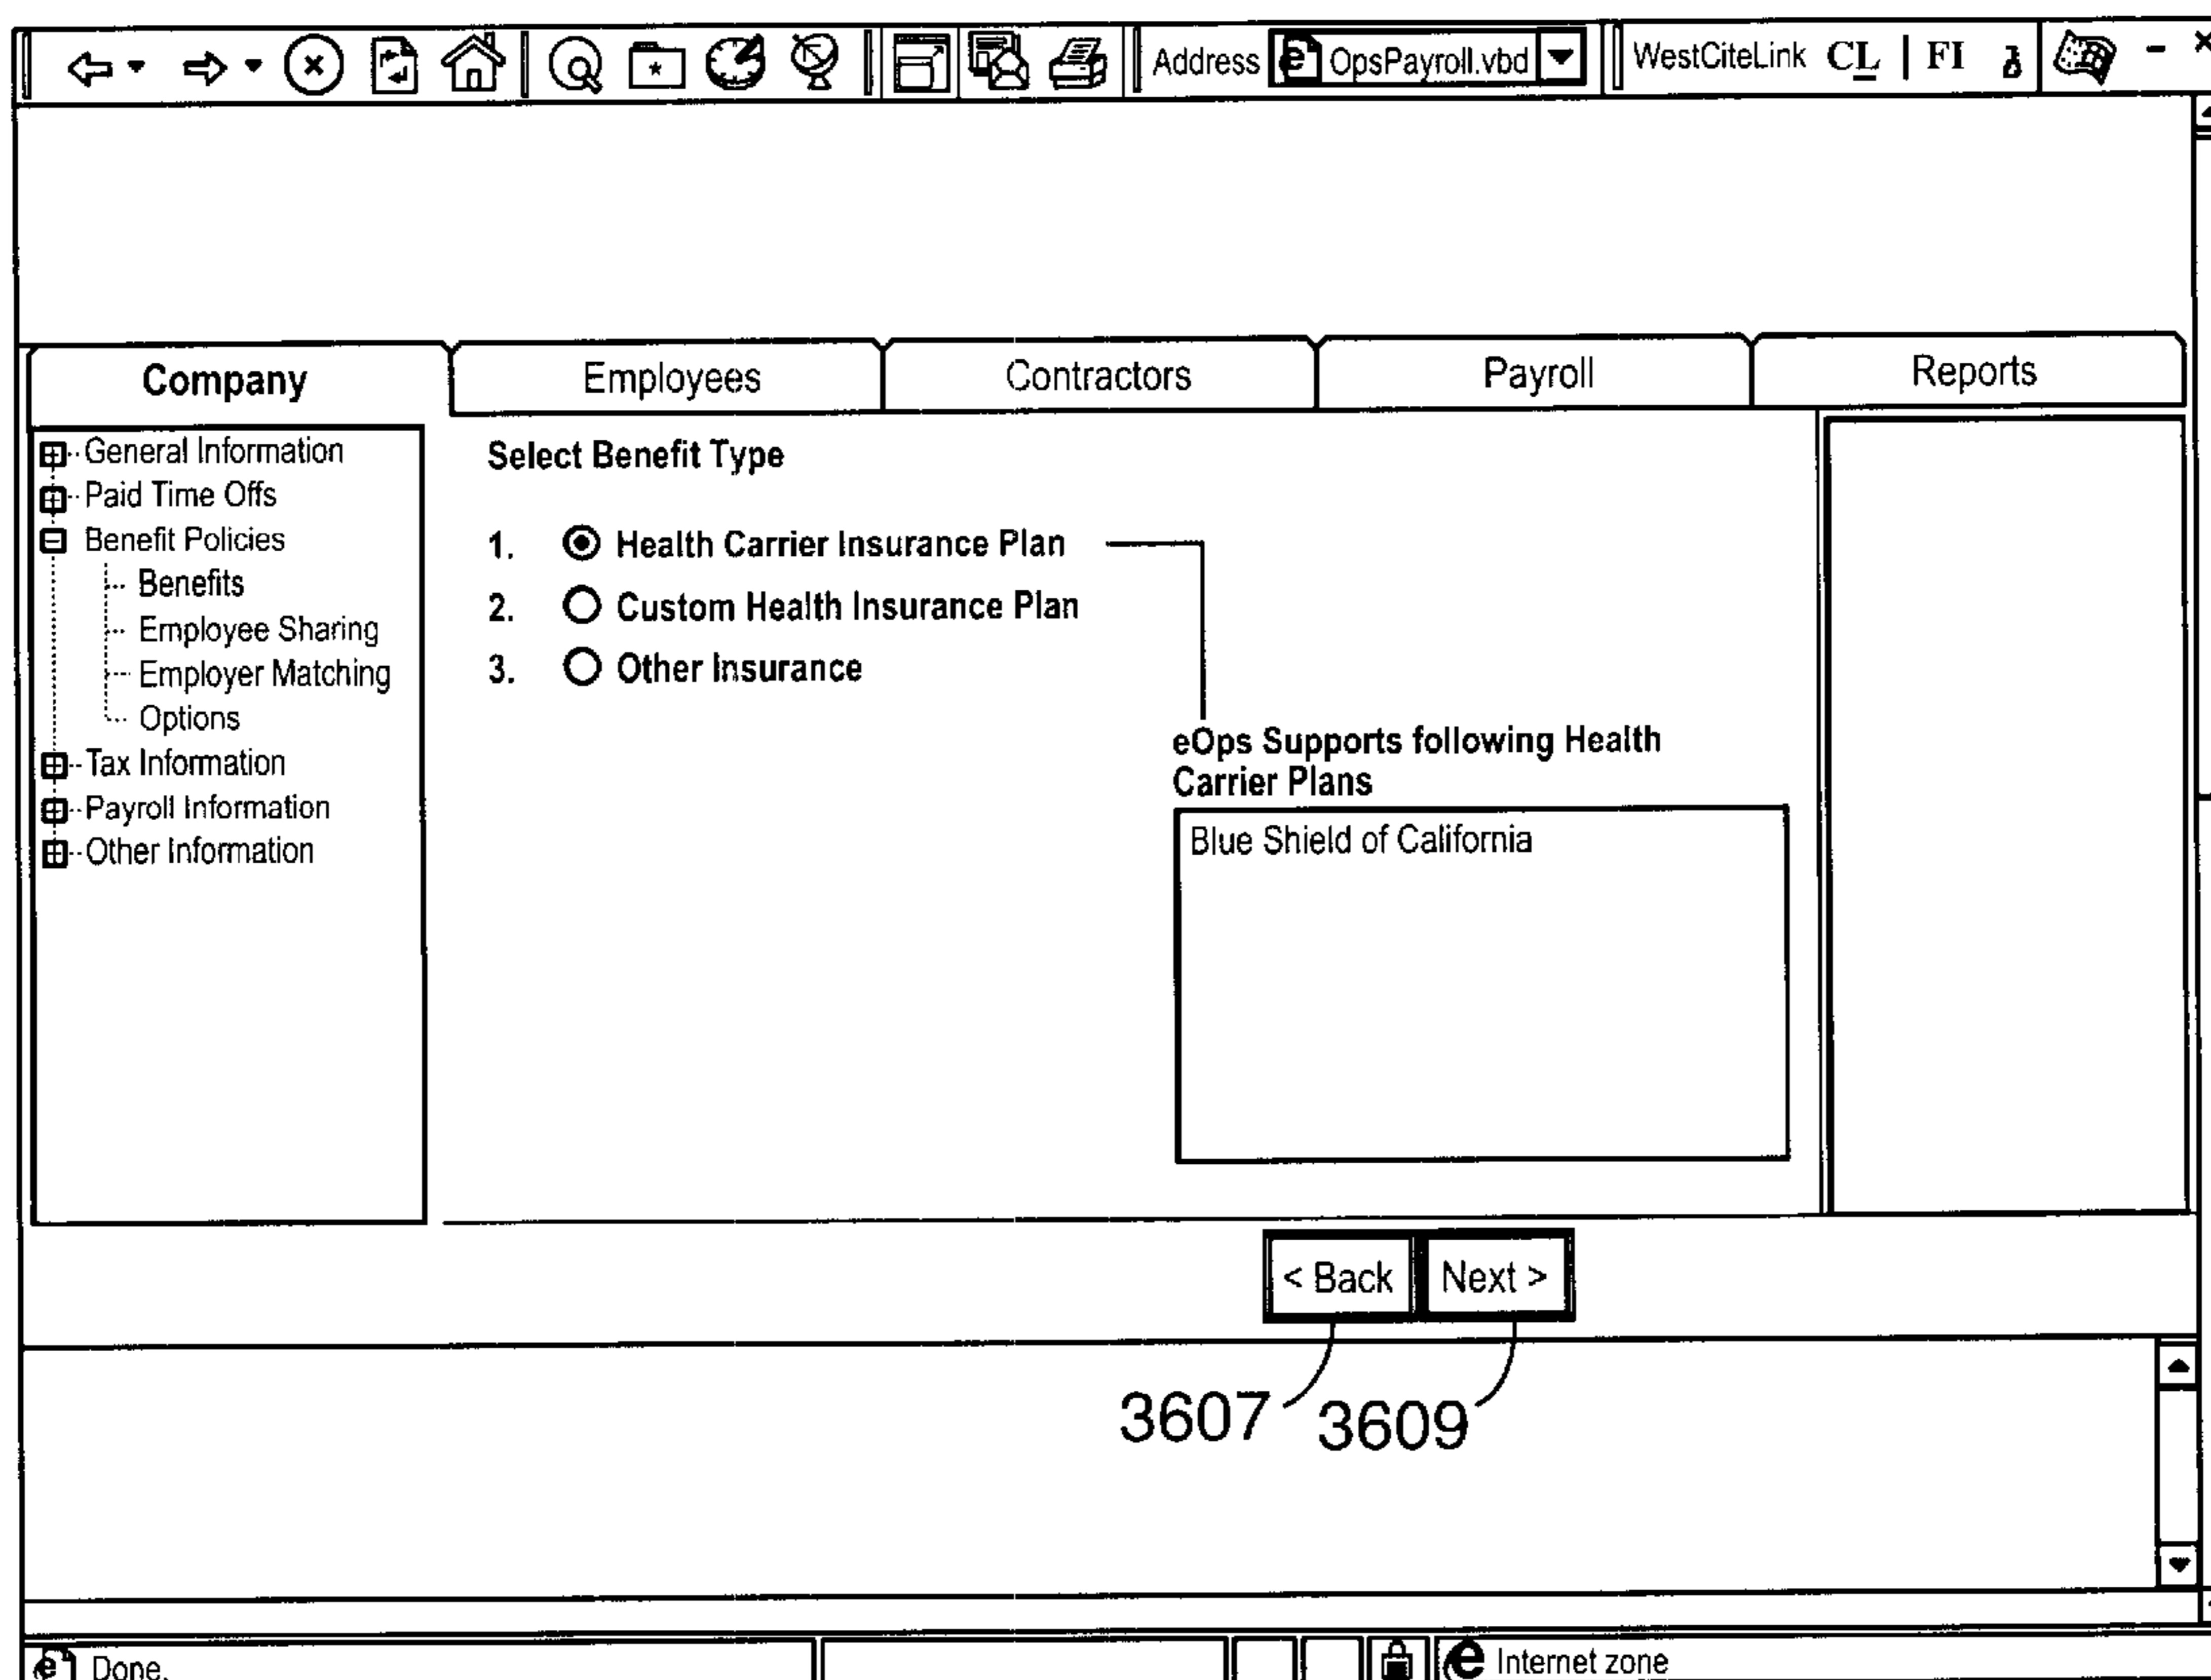 Address OpsPayroll.vbd WestCiteLink CL | FI
Company Employees Contractors Payroll Reports
General Information
Paid Time Offs
Benefit Policies
Benefits
Employee Sharing
Employer Matching
Options
Tax Information
Payroll Information
Other Information
Select Benefit Type
1. Health Carrier Insurance Plan
2. Custom Health Insurance Plan
3. Other Insurance
eOps Supports following Health
Carrier Plans
Blue Shield of California
< Back Next >
3607 3609
Done. Internet zone